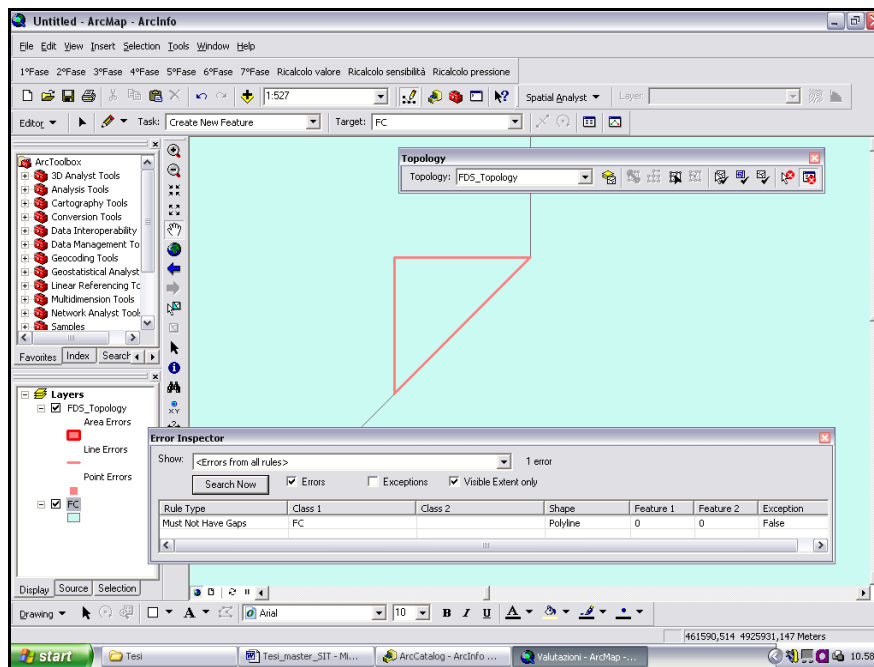 Untitled - ArcMap - ArcInfo
File Edit View Insert Selection Tools Window Help
1°Fase 2°Fase 3°Fase 4°Fase 5°Fase 6°Fase 7°Fase Ricalcolo valore Ricalcolo sensibilità Ricalcolo pressione
1:527 Spatial Analyst Layer:
Editor Task: Create New Feature Target: FC
Topology
Topology: FDS_Topology
ArcToolbox
3D Analyst Tools
Analysis Tools
Cartography Tools
Conversion Tools
Data Interoperability
Data Management To
Geocoding Tools
Geostatistical Analyst
Linear Referencing Tc
Multidimension Tools
Network Analyst Tools
Samples
Favorites Index Search
Layers
FDS_Topology
Area Errors
Line Errors
Point Errors
FC
Error Inspector
Show: <Errors from all rules> 1 error
Search Now Errors Exceptions Visible Extent only
Rule Type Class 1 Class 2 Shape Feature 1 Feature 2 Exception
Must Not Have Gaps FC Polyline 0 0 False
Display Source Selection
Drawing A Arial 10 B I U A
461590,514 4925931,147 Meters
start Tesi Tesi_master_SIT - Mi... ArcCatalog - ArcInfo ... Valutazioni - ArcMap -... 10.58